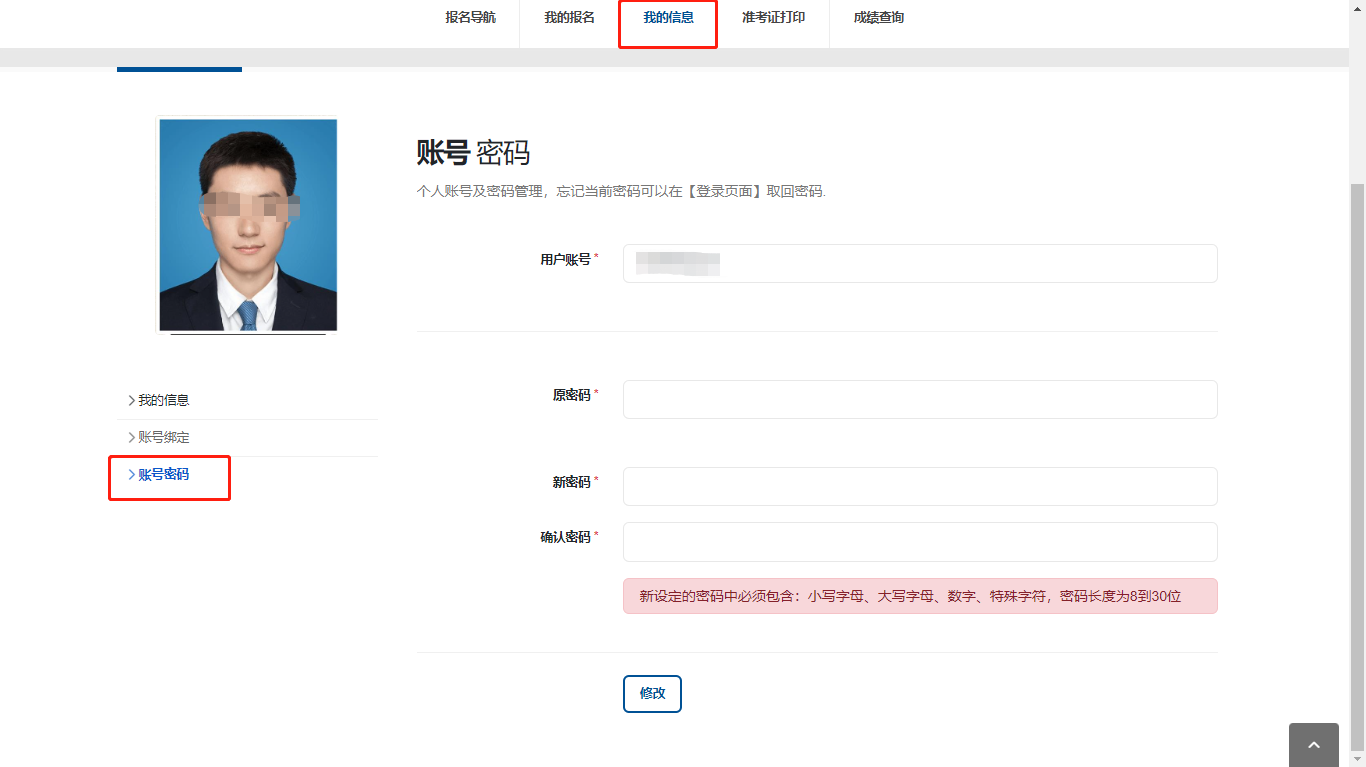 报名导航 我的报名 我的信息 准考证打印 成绩查询
账号 密码
个人账号及密码管理，忘记当前密码可以在【登录页面】取回密码.
用户账号 *
原密码 *
我的信息
账号绑定
账号密码
新密码 *
确认密码 *
新设定的密码中必须包含：小写字母、大写字母、数字、特殊字符，密码长度为8到30位
修改